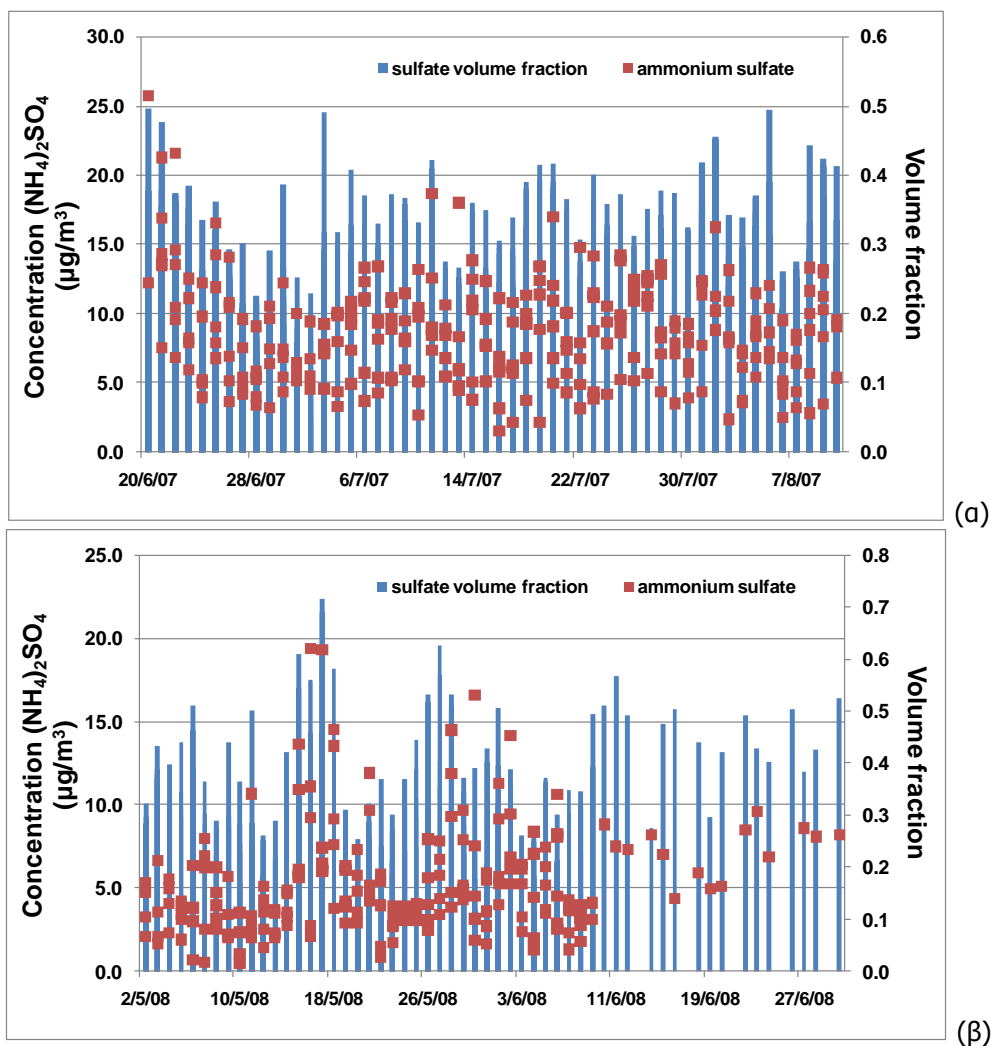 30.0 0.6
sulfate volume fraction ammonium sulfate
25.0 0.5
20.0 0.4
15.0 0.3
10.0 0.2
5.0 0.1
0.0 0.0
Concentration (NH₄)₂SO₄
(µg/m³)
Volume fraction
20/6/07 28/6/07 6/7/07 14/7/07 22/7/07 30/7/07 7/8/07
(α)
25.0 0.8
sulfate volume fraction ammonium sulfate
0.7
20.0
0.6
15.0 0.5
0.4
10.0
0.3
5.0 0.2
0.1
0.0 0.0
Concentration (NH₄)₂SO₄
(µg/m³)
Volume fraction
2/5/08 10/5/08 18/5/08 26/5/08 3/6/08 11/6/08 19/6/08 27/6/08
(β)